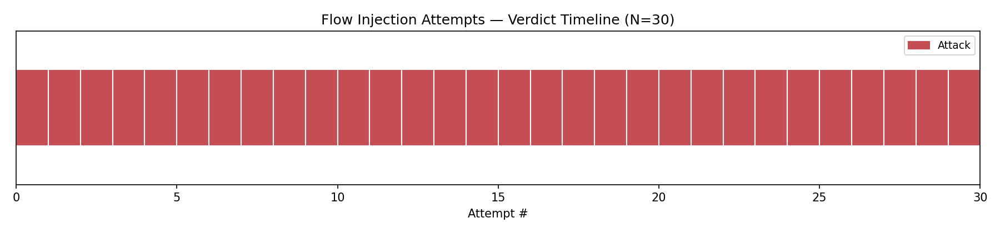 Flow Injection Attempts — Verdict Timeline (N=30)
Attack
0 5 10 15 20 25 30
Attempt #